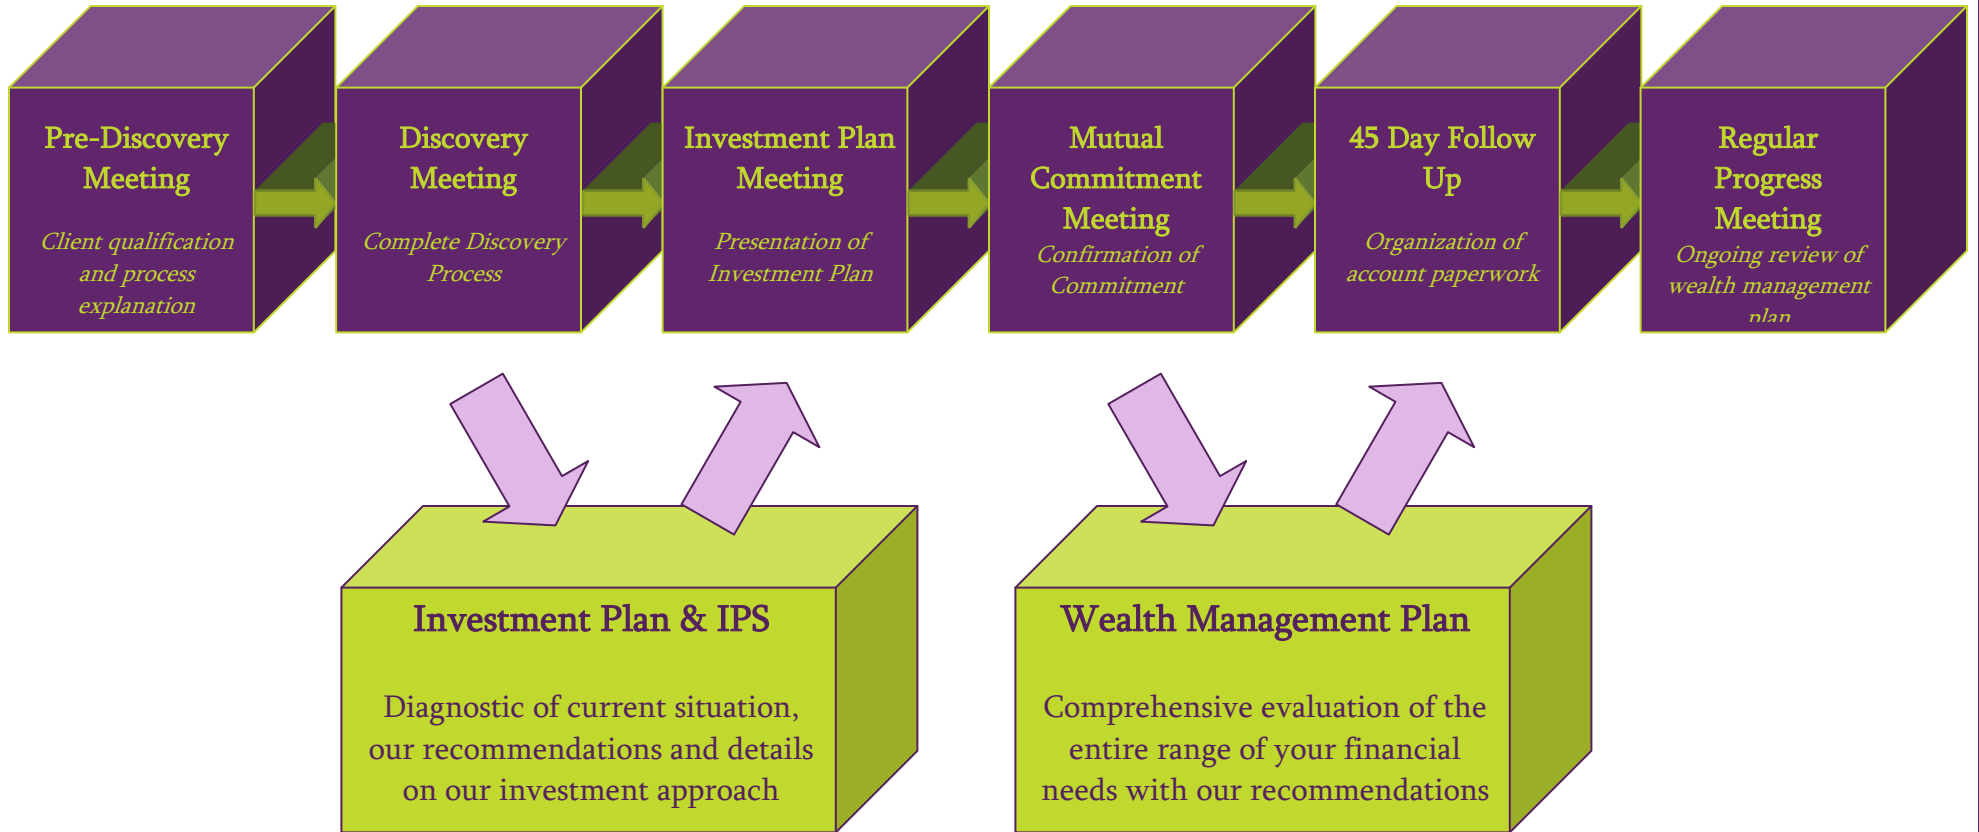 Pre-Discovery
Meeting
Client qualification
and process
explanation
Discovery
Meeting
Complete Discovery
Process
Investment Plan
Meeting
Presentation of
Investment Plan
Mutual
Commitment
Meeting
Confirmation of
Commitment
45 Day Follow
Up
Organization of
account paperwork
Regular
Progress
Meeting
Ongoing review of
wealth management
plan
Investment Plan & IPS
Diagnostic of current situation,
our recommendations and details
on our investment approach
Wealth Management Plan
Comprehensive evaluation of the
entire range of your financial
needs with our recommendations